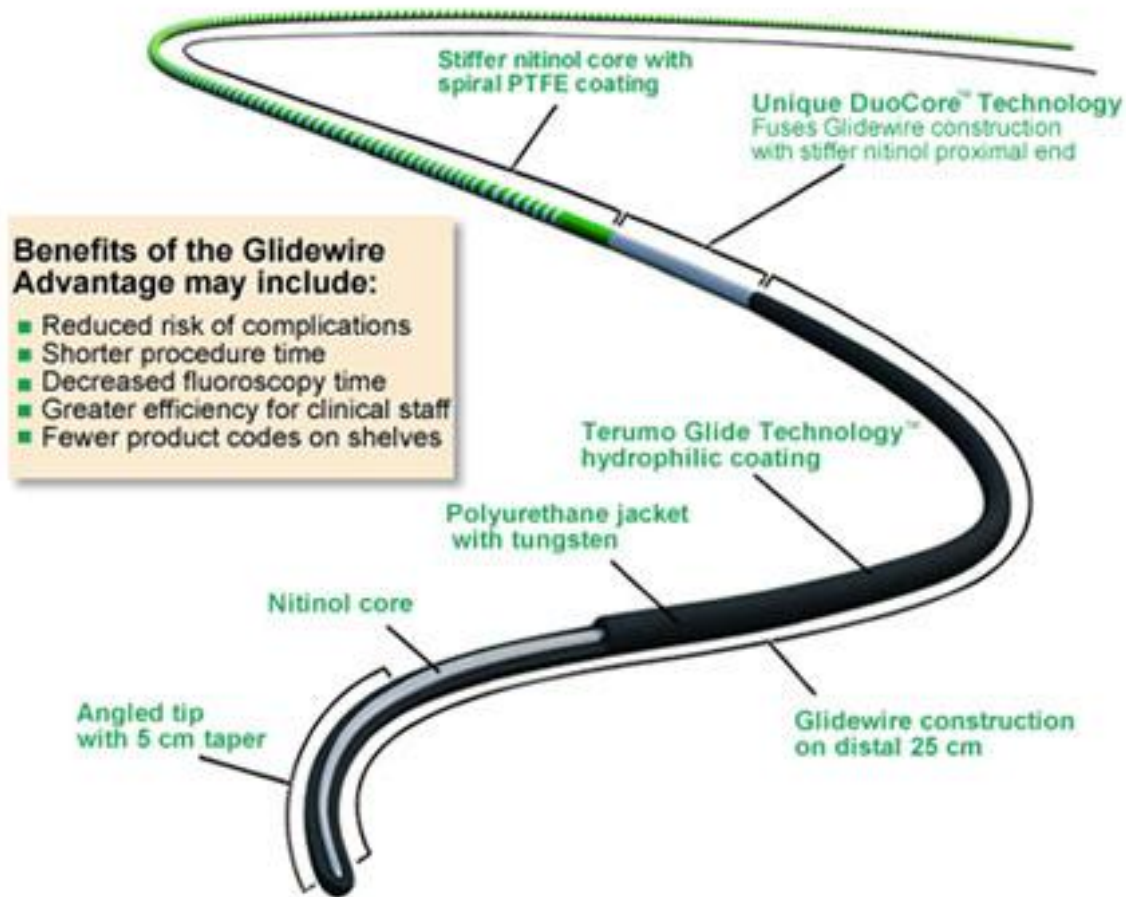 Stiffer nitinol core with
spiral PTFE coating
Unique DuoCore™ Technology
Fuses Glidewire construction
with stiffer nitinol proximal end
Benefits of the Glidewire
Advantage may include:
Reduced risk of complications
Shorter procedure time
Decreased fluoroscopy time
Greater efficiency for clinical staff
Fewer product codes on shelves
Terumo Glide Technology™
hydrophilic coating
Polyurethane jacket
with tungsten
Nitinol core
Angled tip
with 5 cm taper
Glidewire construction
on distal 25 cm